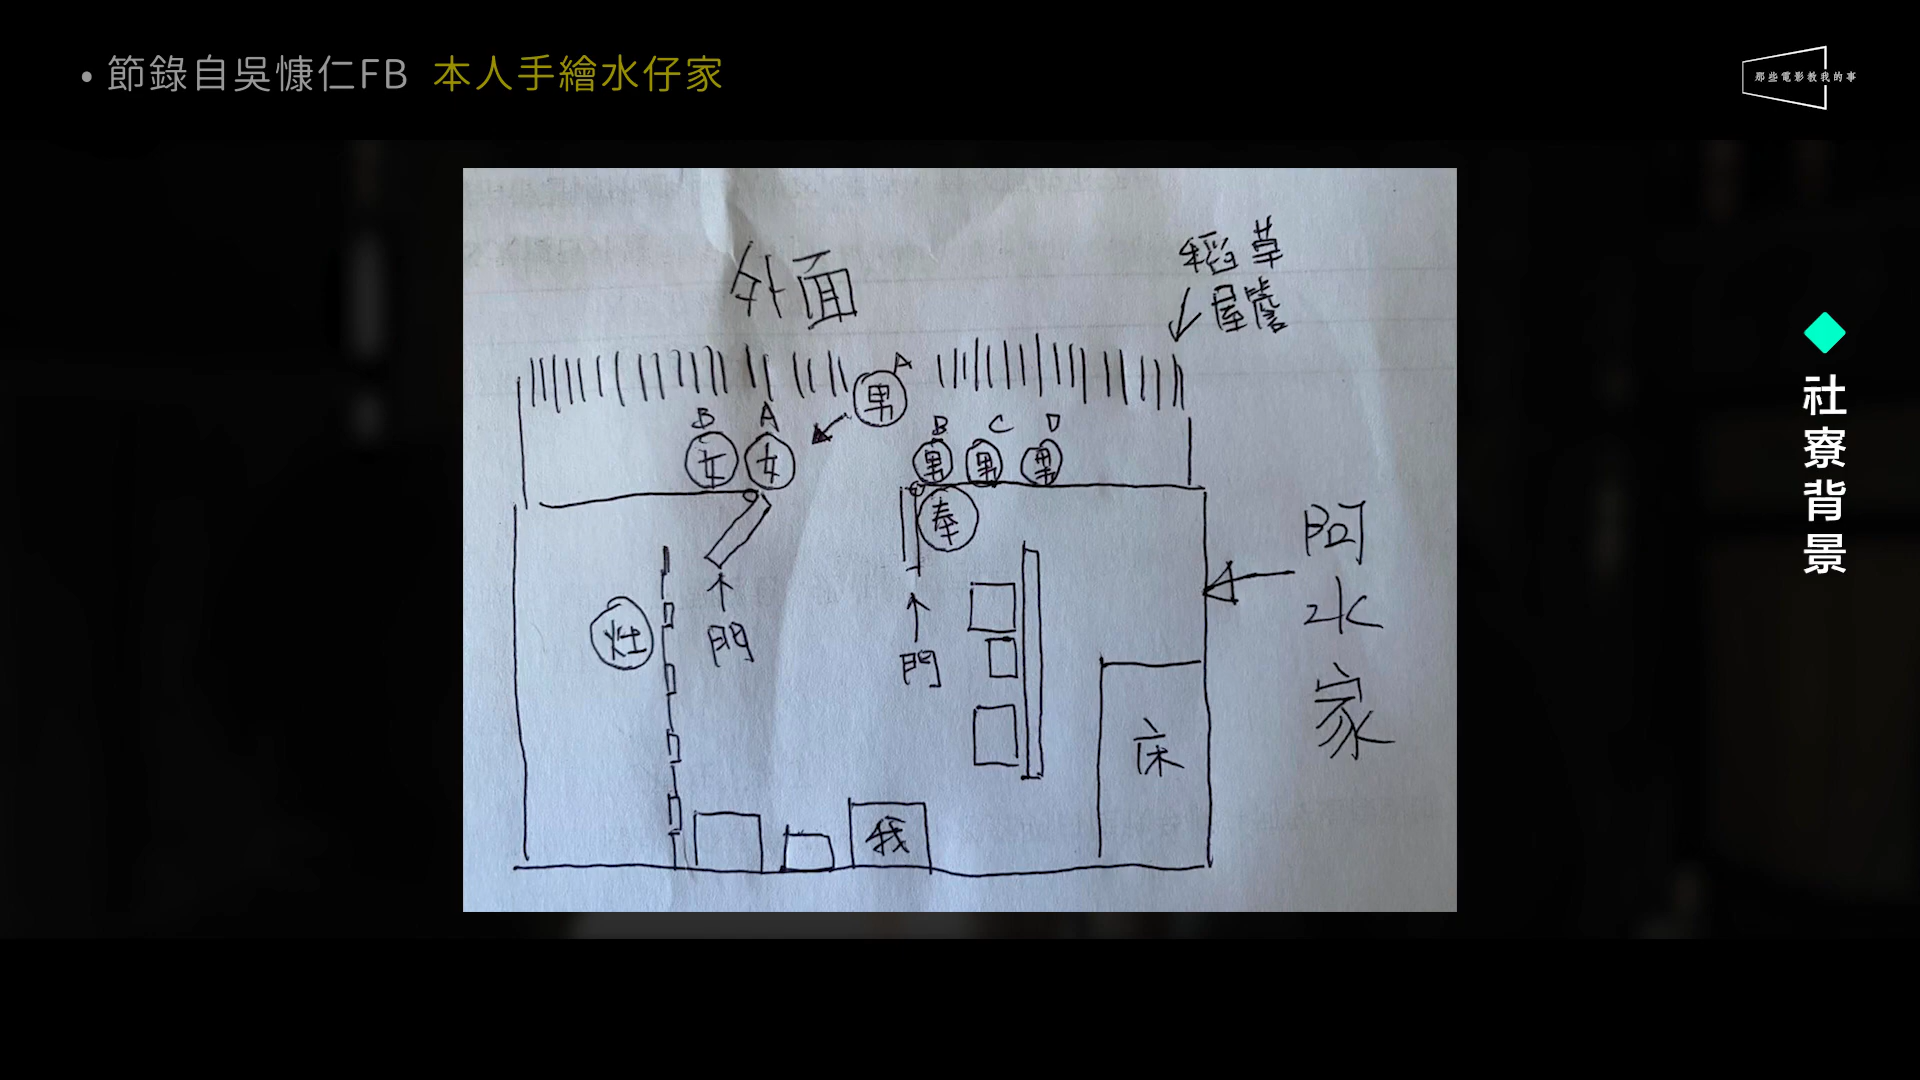 • 節錄自吳慷仁FB 本人手繪水仔家
那些電影教我的事
社寮背景
外面
稻草
屋簷
A
男
B A
女 女
B C D
男 男 男
奉
灶
門
門
阿水家
床
我